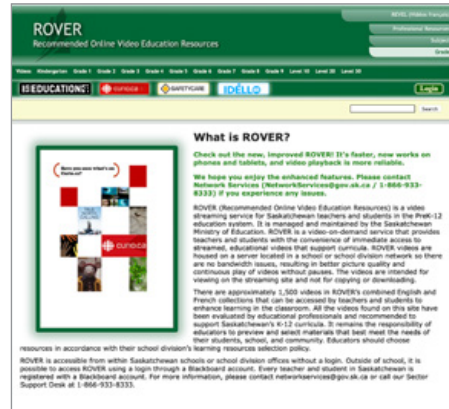 ROVER
Recommended Online Video Education Resources
REVEL (Vidéos Français)
Professional Resources
Subject
Grade
Videos Kindergarten Grade 1 Grade 2 Grade 3 Grade 4 Grade 5 Grade 6 Grade 7 Grade 8 Grade 9 Level 10 Level 20 Level 30
curio.ca
SAFETYCARE
IDÉLLO
Login
Search
What is ROVER?
Check out the new, improved ROVER! It's faster, now works on
phones and tablets, and video playback is more reliable.
We hope you enjoy the enhanced features. Please contact
Network Services (NetworkServices@gov.sk.ca / 1-866-933-
8333) if you experience any issues.
ROVER (Recommended Online Video Education Resources) is a video
streaming service for Saskatchewan teachers and students in the PreK-12
education system. It is managed and maintained by the Saskatchewan
Ministry of Education. ROVER is a video-on-demand service that provides
teachers and students with the convenience of immediate access to
streamed, educational videos that support curricula. ROVER videos are
housed on a server located in a school or school division network so there
are no bandwidth issues, resulting in better picture quality and
continuous play of videos without pauses. The videos are intended for
viewing on the streaming site and not for copying or downloading.
There are approximately 1,500 videos in ROVER's combined English and
French collections that can be accessed by teachers and students to
enhance learning in the classroom. All the videos found on this site have
been evaluated by educational professionals and recommended to
support Saskatchewan's K-12 curricula. It remains the responsibility of
educators to preview and select materials that best meet the needs of
their students, school, and community. Educators should choose
resources in accordance with their school division's learning resources selection policy.
ROVER is accessible from within Saskatchewan schools or school division offices without a login. Outside of school, it is
possible to access ROVER using a login through a Blackboard account. Every teacher and student in Saskatchewan is
registered with a Blackboard account. For more information, please contact networkservices@gov.sk.ca or call our Sector
Support Desk at 1-866-933-8333.